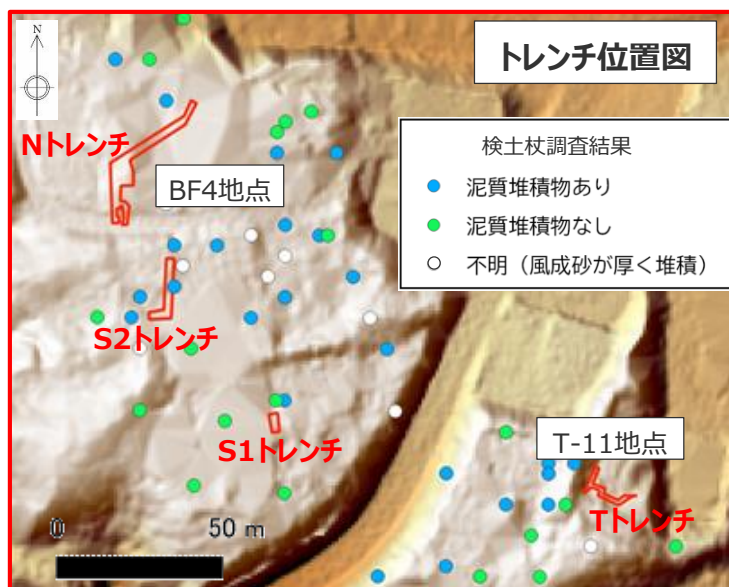 N
トレンチ位置図
Nトレンチ
検土杖調査結果
泥質堆積物あり
泥質堆積物なし
不明（風成砂が厚く堆積）
BF4地点
S2トレンチ
S1トレンチ
T-11地点
Tトレンチ
0 50 m